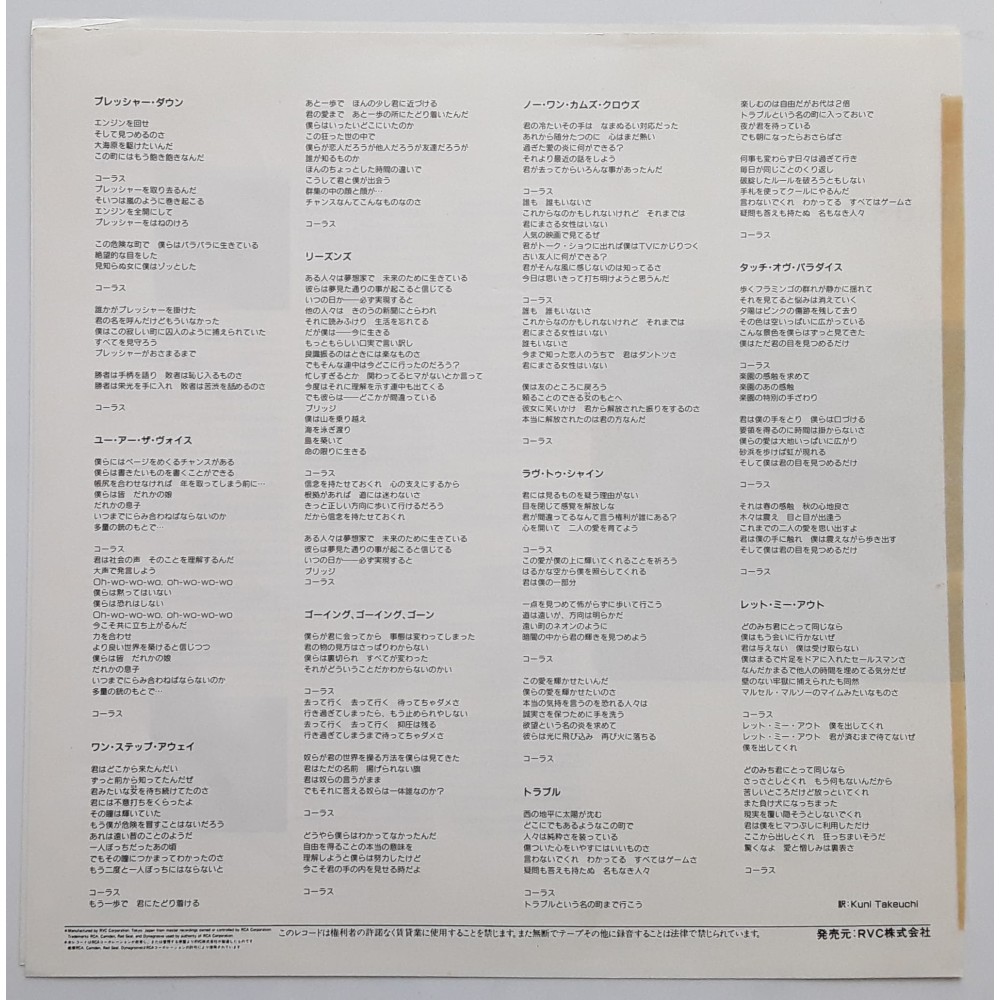 プレッシャー・ダウン
エンジンを回せ
そして見つめるのさ
大海原を駆けたいんだ
この町にはもう飽き飽きなんだ
コーラス
プレッシャーを取り去るんだ
そいつは嵐のように巻き起こる
エンジンを全開にして
プレッシャーをはねのけろ
この危険な町で 僕らはバラバラに生きている
絶望的な目をした
見知らぬ女に僕はゾッとした
コーラス
誰かがプレッシャーを掛けた
君の名を呼んだけどもういなかった
僕はこの寂しい町に囚人のように捕えられていた
すべてを見守ろう
プレッシャーがおさまるまで
勝者は手柄を語り 敗者は恥じ入るものさ
勝者は栄光を手に入れ 敗者は苦渋を舐めるのさ
コーラス
ユー・アー・ザ・ヴォイス
僕らにはページをめくるチャンスがある
僕らは書きたいものを書くことができる
帳尻を合わせなければ 年を取ってしまう前に…
僕らは皆 だれかの娘
だれかの息子
いつまでにらみ合わねばならないのか
多量の銃のもとで…
コーラス
君は社会の声 そのことを理解するんだ
大声で発言しよう
Oh-wo-wo-wo, oh-wo-wo-wo
僕らは黙ってはいない
僕らは恐れはしない
Oh-wo-wo-wo, oh-wo-wo-wo
今こそ共に立ち上がるんだ
力を合わせ
より良い世界を築けると信じつつ
僕らは皆 だれかの娘
だれかの息子
いつまでにらみ合わねばならないのか
多量の銃のもとで…
コーラス
ワン・ステップ・アウェイ
君はどこから来たんだい
ずっと前から知ってたんだぜ
君みたいな女を待ち続けてたのさ
君には不意打ちをくらったよ
その瞳は輝いていた
もう僕が危険を冒すことはないだろう
あれは遠い昔のことのようだ
一人ぼっちだったあの頃
でもその瞳につかまってわかったのさ
もう二度と一人ぼっちにはならないと
コーラス
もう一歩で 君にたどり着ける
あと一歩で ほんの少し君に近づける
君の愛まで あと一歩の所にたどり着いたんだ
僕らはいったいどこにいたのか
この狂った世の中で
僕らが恋人だろうが他人だろうが友達だろうが
誰が知るものか
ほんのちょっとした時間の違いで
こうして君と僕が出会う
群集の中の顔と顔が…
チャンスなんてこんなものなのさ
コーラス
リーズンズ
ある人々は夢想家で 未来のために生きている
彼らは夢見た通りの事が起こると信じてる
いつの日か──必ず実現すると
他の人々は きのうの新聞にとらわれ
それに読みふけり 生活を忘れてる
だが僕は──今に生きる
もっともらしい口実で言い訳し
良識振るのはときには楽なものさ
でもそんな連中は今どこに行ったのだろう?
忙しすぎるとか 関わってるヒマがないとか言って
今度はそれに理解を示す連中も出てくる
でも彼らは──どこかが間違っている
ブリッジ
僕は山を乗り越え
海を泳ぎ渡り
島を築いて
命の限りに生きる
コーラス
信念を持たせておくれ 心の支えにするから
根拠があれば 道には迷わないさ
きっと正しい方向に歩いて行けるだろう
だから信念を持たせておくれ
ある人々は夢想家で 未来のために生きている
彼らは夢見た通りの事が起こると信じてる
いつの日か──必ず実現すると
ブリッジ
コーラス
ゴーイング、ゴーイング、ゴーン
僕らが君に会ってから 事態は変わってしまった
君の物の見方はさっぱりわからない
僕らは裏切られ すべてが変わった
それがどういうことだかわからないのかい
コーラス
去って行く 去って行く 待ってちゃダメさ
行き過ぎてしまったら、もう止められやしない
去って行く 去って行く 抑圧は残る
行き過ぎてしまうまで待ってちゃダメさ
奴らが君の世界を操る方法を僕らは見てきた
君はただの名前 揚げられない旗
君は奴らの言うがまま
でもそれに答える奴らは一体誰なのか?
コーラス
どうやら僕らはわかってなかったんだ
自由を得ることの本当の意味を
理解しようと僕らは努力したけど
今こそ君の手の内を見せる時だよ
コーラス
ノー・ワン・カムズ・クロウズ
君の冷たいその手は なまぬるい対応だった
あれから随分たつのに 心はまだ熱い
過ぎた愛の炎に何ができる?
それより最近の話をしよう
君が去ってからいろんな事があったんだ
コーラス
誰も 誰もいないさ
これからなのかもしれないけれど それまでは
君にまさる女性はいない
人気の映画で見てるぜ
君がトーク・ショウに出れば僕はTVにかじりつく
古い友人に何ができる?
君がそんな風に感じないのは知ってるさ
今日は思いきって打ち明けようと思うんだ
コーラス
誰も 誰もいないさ
これからなのかもしれないけれど それまでは
君にまさる女性はいない
誰もいないさ
今まで知った恋人のうちで 君はダントツさ
君にまさる女性はいない
僕は友のところに戻ろう
頼ることのできる女のもとへ
彼女に笑いかけ 君から解放された振りをするのさ
本当に解放されたのは君の方なんだ
コーラス
ラヴ・トゥ・シャイン
君には見るものを疑う理由がない
目を閉じて感覚を解放しな
君が間違ってるなんて言う権利が誰にある?
心を開いて 二人の愛を育てよう
コーラス
この愛が僕の上に輝いてくれることを祈ろう
はるかな空から僕を照らしてくれる
君は僕の一部分
一点を見つめて怖がらずに歩いて行こう
道は遠いが、方向は明らかだ
遠い町のネオンのように
暗闇の中から君の輝きを見つめよう
コーラス
この愛を輝かせたいんだ
僕らの愛を輝かせたいのさ
本当の気持を言うのを恐れる人々は
誠実さを保つために手を洗う
欲望という名の炎を求めて
彼らは元に飛び込み 再び火に落ちる
コーラス
トラブル
西の地平に太陽が沈む
どこにでもあるようなこの町で
人々は純粋さを装っている
傷ついた心をいやすにはいいものさ
言わないでくれ わかってる すべてはゲームさ
疑問も答えも持たぬ 名もなき人々
コーラス
トラブルという名の町まで行こう
楽しむのは自由だがお代は2倍
トラブルという名の町に入っておいで
夜が君を待っている
でも朝になったらおさらばさ
何事も変わらず日々は過ぎて行き
毎日が同じことのくり返し
破綻したルールを破ろうともしない
手札を使ってクールにやるんだ
言わないでくれ わかってる すべてはゲームさ
疑問も答えも持たぬ 名もなき人々
コーラス
タッチ・オヴ・パラダイス
歩くフラミンゴの群れが静かに揺れて
それを見てると悩みは消えていく
夕陽はピンクの傷跡を残して去り
その色は空いっぱいに広がっている
こんな景色を僕らはずっと見てきた
僕はただ君の目を見つめるだけ
コーラス
楽園の感触を求めて
楽園のあの感触
楽園の特別の手ざわり
君は僕の手をとり 僕らは口づける
要領を得るのに時間は掛からないさ
僕らの愛は大地いっぱいに広がり
砂浜を歩けば虹が現れる
そして僕は君の目を見つめるだけ
コーラス
それは春の感触 秋の心地良さ
木々は震え 目と目が出逢う
これまでの二人の愛を思い出すよ
君は僕の手に触れ 僕は震えながら歩き出す
そして僕は君の目を見つめるだけ
コーラス
レット・ミー・アウト
どのみち君にとって同じなら
僕はもう会いに行かないぜ
君は与えない 僕は受け取らない
僕はまるで片足をドアに入れたセールスマンさ
なんだかまるで他人の時間を埋めてる気分だぜ
壁のない牢獄に捕えられたも同然
マルセル・マルソーのマイムみたいなものさ
コーラス
レット・ミー・アウト 僕を出してくれ
レット・ミー・アウト 君が済むまで待てないぜ
僕を出してくれ
どのみち君にとって同じなら
さっさとしとくれ もう何もないんだから
苦しいところだけど放っといてくれ
また負け犬になっちまった
現実を覆い隠そうとしないでくれ
君は僕をヒマつぶしに利用しただけ
ここから出しとくれ 狂っちまいそうだ
驚くなよ 愛と憎しみは裏表さ
コーラス
訳:Kuni Takeuchi
※Manufactured by RVC Corporation, Tokyo, Japan from master recordings owned or controlled by RCA Corporation.
Trademarks RCA, Camden, Red Seal, and Dynagroove used by authority of RCA Corporation.
このレコードは権利者の許諾なく賃貸業に使用することを禁じます。また無断でテープその他に録音することは法律で禁じられています。
発売元:RVC株式会社